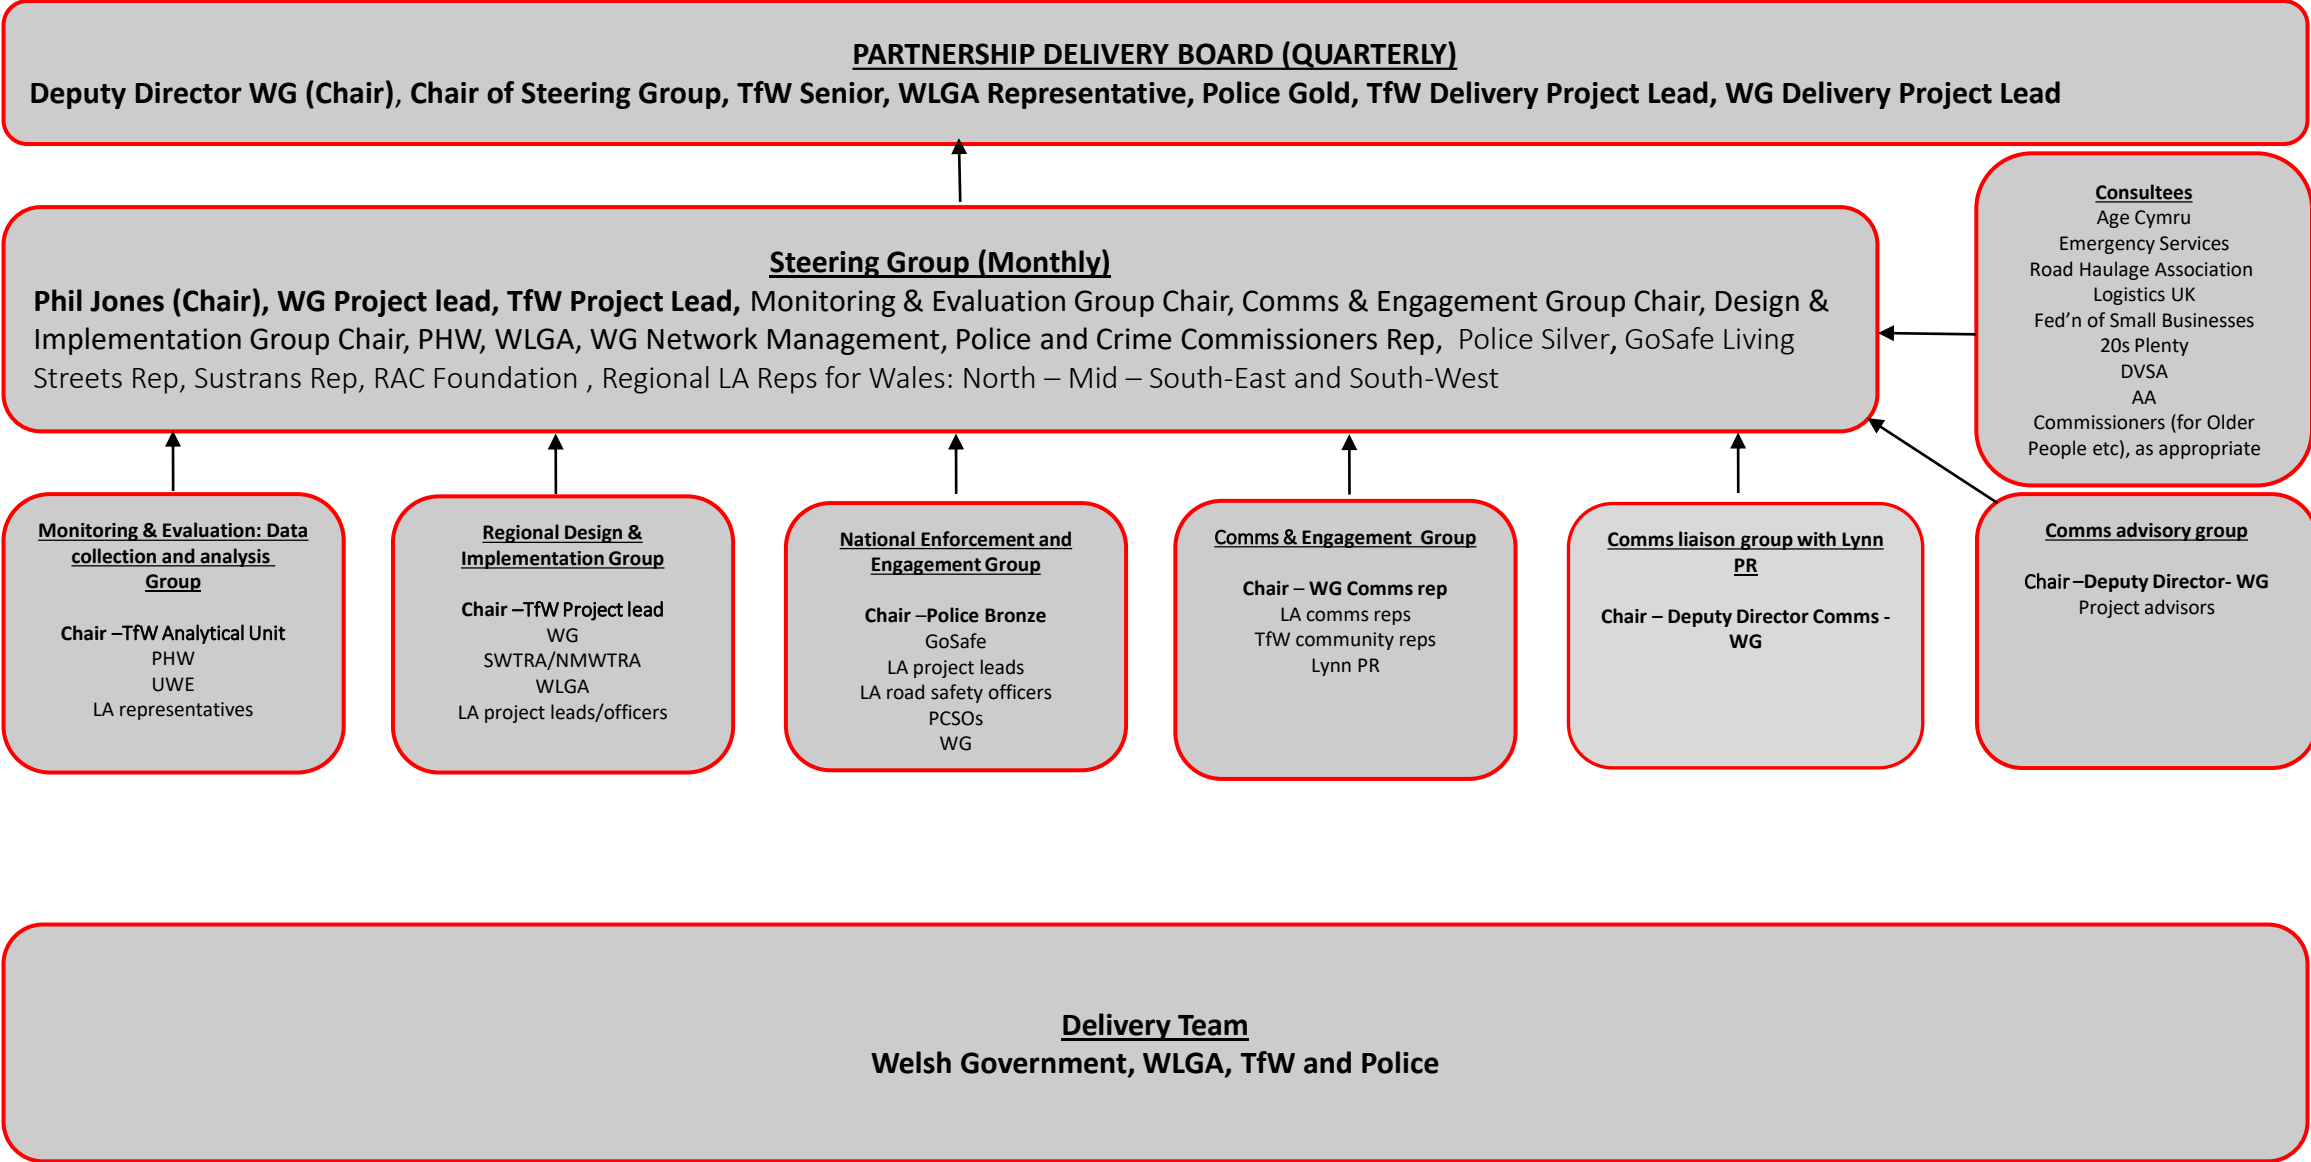 PARTNERSHIP DELIVERY BOARD (QUARTERLY)
Deputy Director WG (Chair), Chair of Steering Group, TfW Senior, WLGA Representative, Police Gold, TfW Delivery Project Lead, WG Delivery Project Lead
Steering Group (Monthly)
Phil Jones (Chair), WG Project lead, TfW Project Lead, Monitoring & Evaluation Group Chair, Comms & Engagement Group Chair, Design &
Implementation Group Chair, PHW, WLGA, WG Network Management, Police and Crime Commissioners Rep, Police Silver, GoSafe Living
Streets Rep, Sustrans Rep, RAC Foundation , Regional LA Reps for Wales: North – Mid – South-East and South-West
Consultees
Age Cymru
Emergency Services
Road Haulage Association
Logistics UK
Fed’n of Small Businesses
20s Plenty
DVSA
AA
Commissioners (for Older
People etc), as appropriate
Monitoring & Evaluation: Data
collection and analysis
Group
Chair –TfW Analytical Unit
PHW
UWE
LA representatives
Regional Design &
Implementation Group
Chair –TfW Project lead
WG
SWTRA/NMWTRA
WLGA
LA project leads/officers
National Enforcement and
Engagement Group
Chair –Police Bronze
GoSafe
LA project leads
LA road safety officers
PCSOs
WG
Comms & Engagement Group
Chair – WG Comms rep
LA comms reps
TfW community reps
Lynn PR
Comms liaison group with Lynn
PR
Chair – Deputy Director Comms -
WG
Comms advisory group
Chair –Deputy Director- WG
Project advisors
Delivery Team
Welsh Government, WLGA, TfW and Police